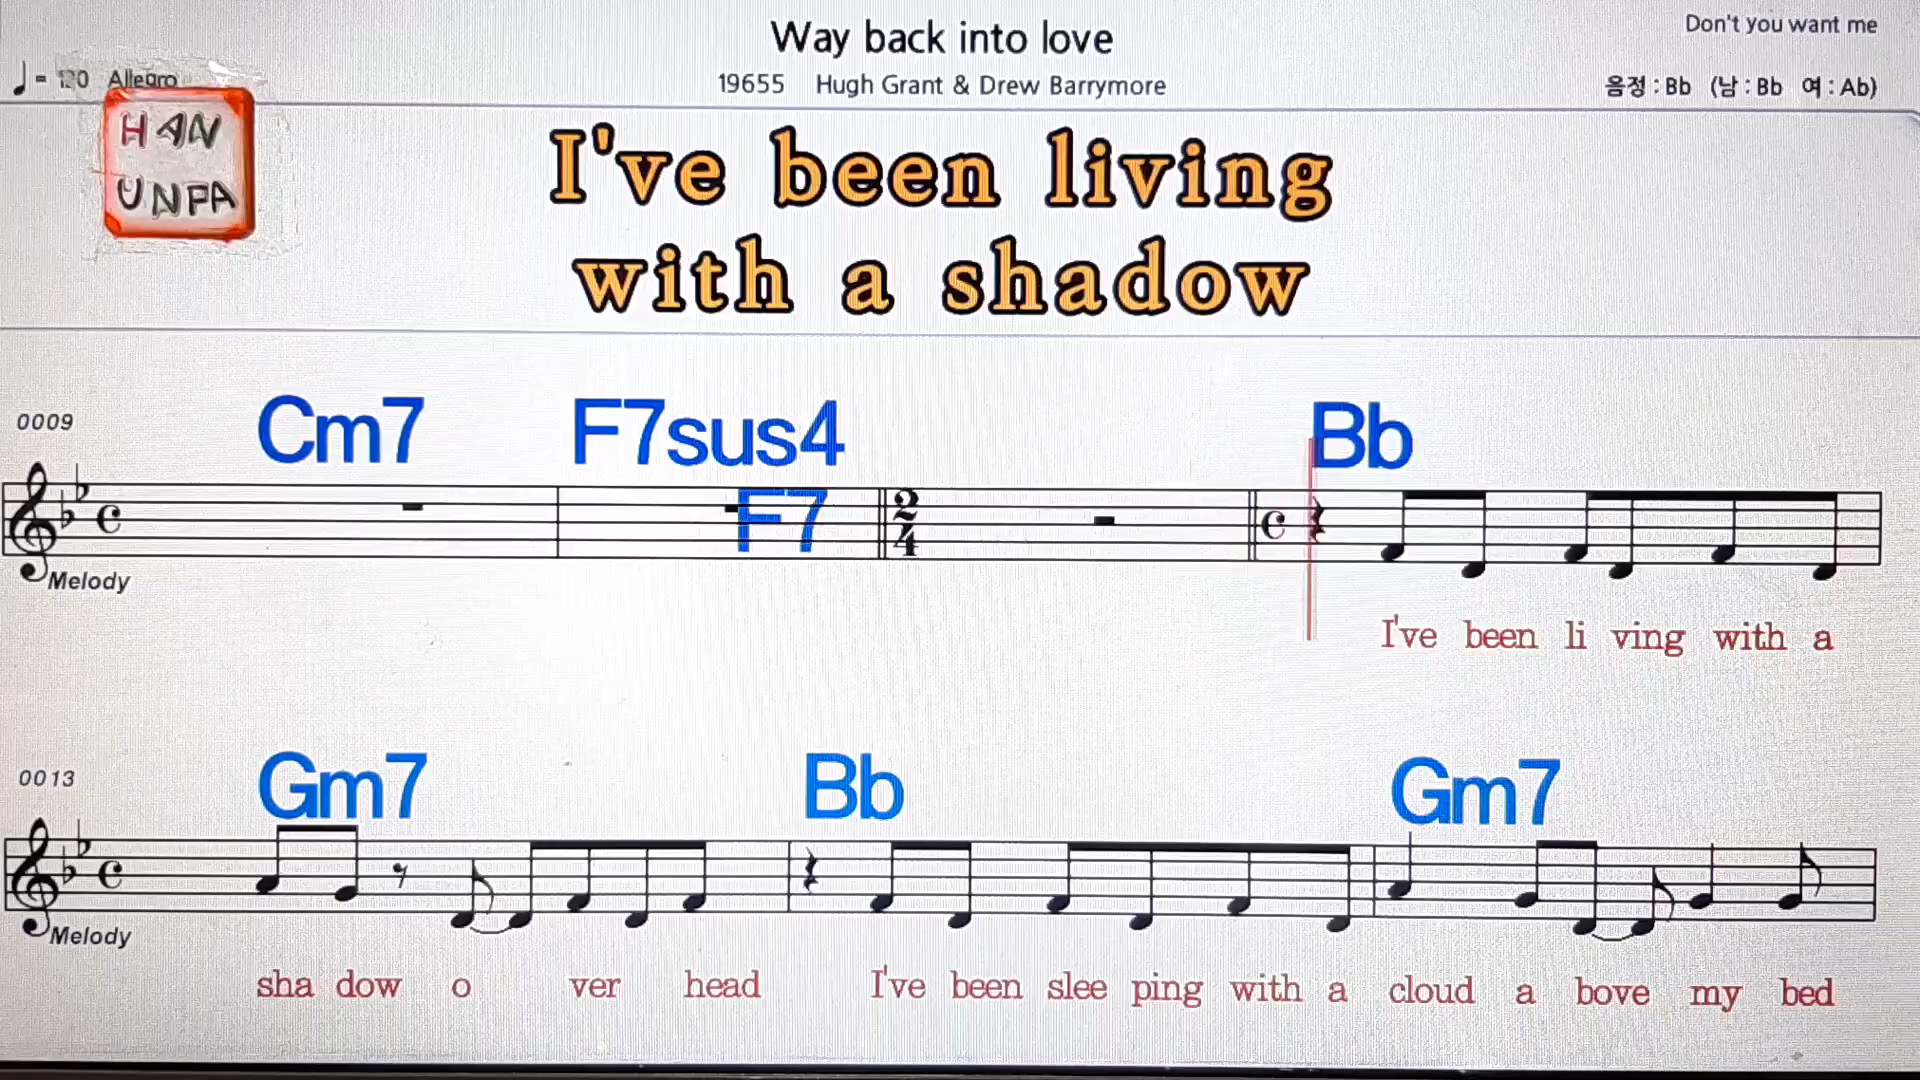 Way back into love
Don't you want me
♩ = 120 Allegro
19655 Hugh Grant & Drew Barrymore
음정 : Bb (남 : Bb 여 : Ab)
HAN
UNPA
I've been living
with a shadow
0009
Cm7 F7sus4 Bb
F7
2
4
Melody
I've been li ving with a
0013
Gm7 Bb Gm7
Melody
sha dow o ver head I've been slee ping with a cloud a bove my bed